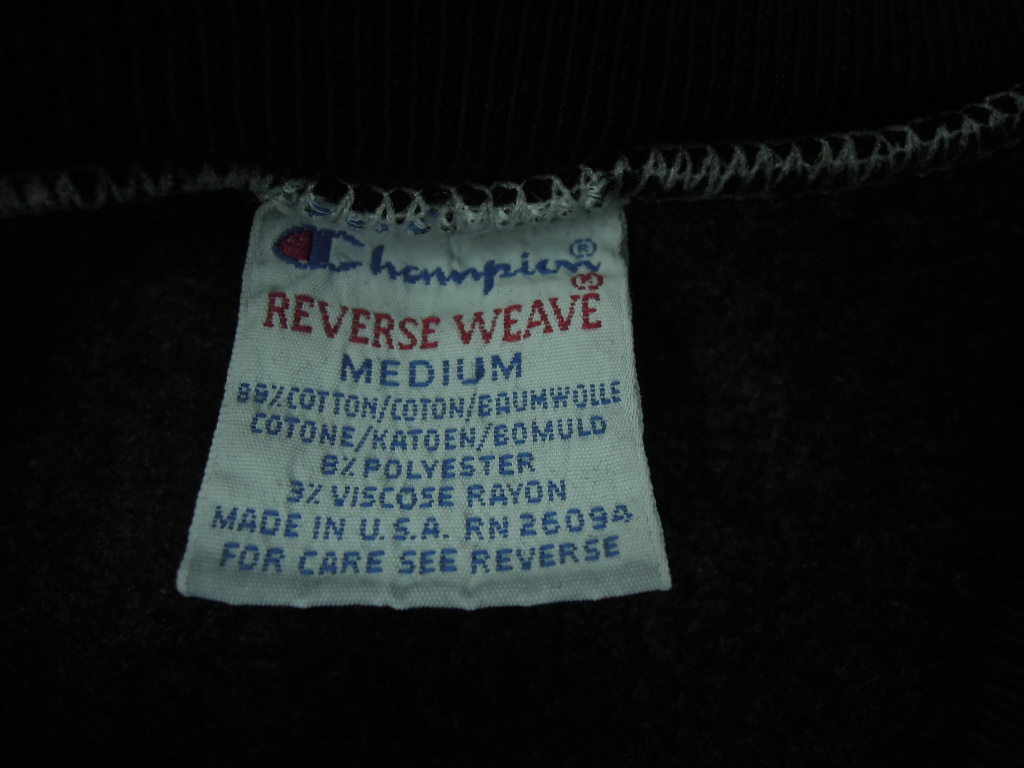 Champion®
REVERSE WEAVE®
MEDIUM
89% COTTON/COTON/BAUMWOLLE
COTONE/KATOEN/BOMULD
8% POLYESTER
3% VISCOSE RAYON
MADE IN U.S.A. RN 26094
FOR CARE SEE REVERSE